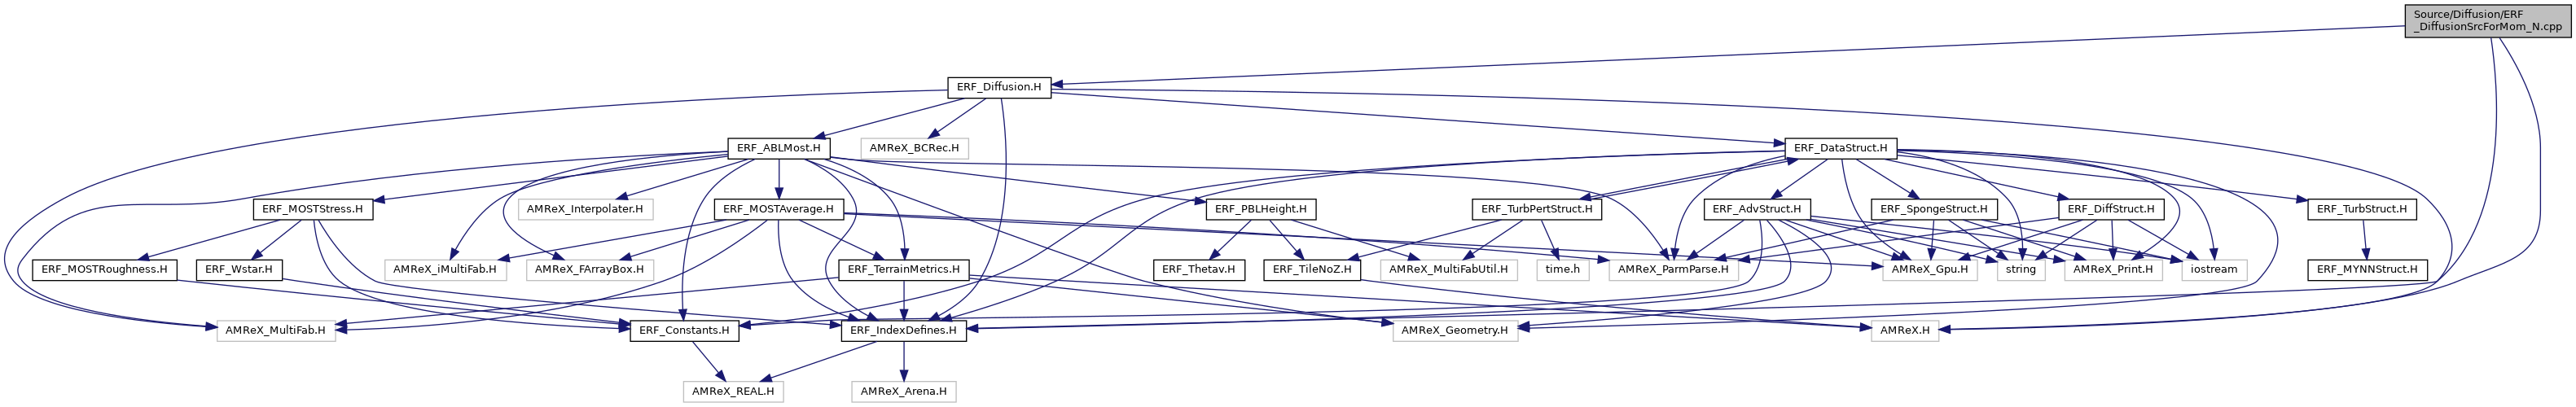 Source/Diffusion/ERF
_DiffusionSrcForMom_N.cpp
ERF_Diffusion.H
ERF_ABLMost.H
AMReX_BCRec.H
ERF_DataStruct.H
ERF_MOSTStress.H
AMReX_Interpolater.H
ERF_MOSTAverage.H
ERF_PBLHeight.H
ERF_TurbPertStruct.H
ERF_AdvStruct.H
ERF_SpongeStruct.H
ERF_DiffStruct.H
ERF_TurbStruct.H
ERF_MOSTRoughness.H
ERF_Wstar.H
AMReX_iMultiFab.H
AMReX_FArrayBox.H
ERF_TerrainMetrics.H
ERF_Thetav.H
ERF_TileNoZ.H
AMReX_MultiFabUtil.H
time.h
AMReX_ParmParse.H
AMReX_Gpu.H
string
AMReX_Print.H
iostream
ERF_MYNNStruct.H
AMReX_MultiFab.H
ERF_Constants.H
ERF_IndexDefines.H
AMReX_Geometry.H
AMReX.H
AMReX_REAL.H
AMReX_Arena.H